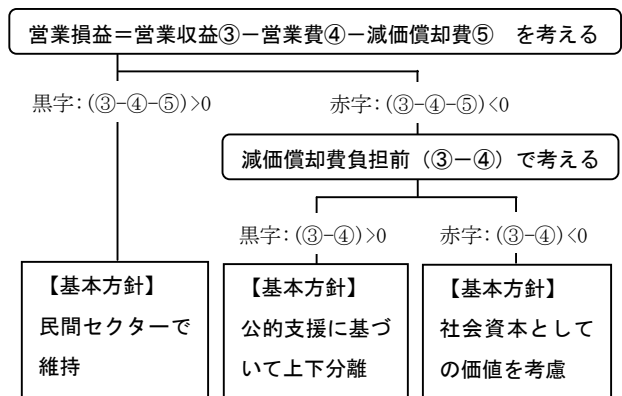 営業損益＝営業収益③－営業費④－減価償却費⑤　を考える
黒字：(③-④-⑤)>0
赤字：(③-④-⑤)<0
減価償却費負担前（③－④）で考える
黒字：(③-④)>0
赤字：(③-④)<0
【基本方針】
民間セクターで
維持
【基本方針】
公的支援に基づ
いて上下分離
【基本方針】
社会資本として
の価値を考慮